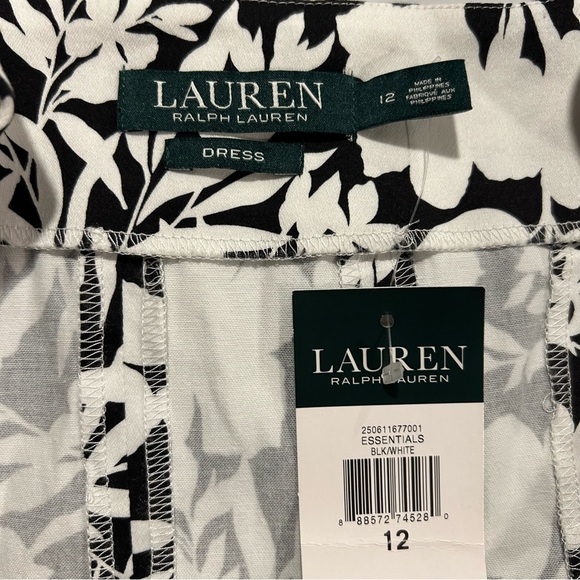 LAUREN
RALPH LAUREN
DRESS
12
MADE IN
PHILIPPINES
FABRIQUÉ AUX
PHILIPPINES
LAUREN
RALPH LAUREN
250611677001
ESSENTIALS
BLK/WHITE
8 88572 74528 0
12